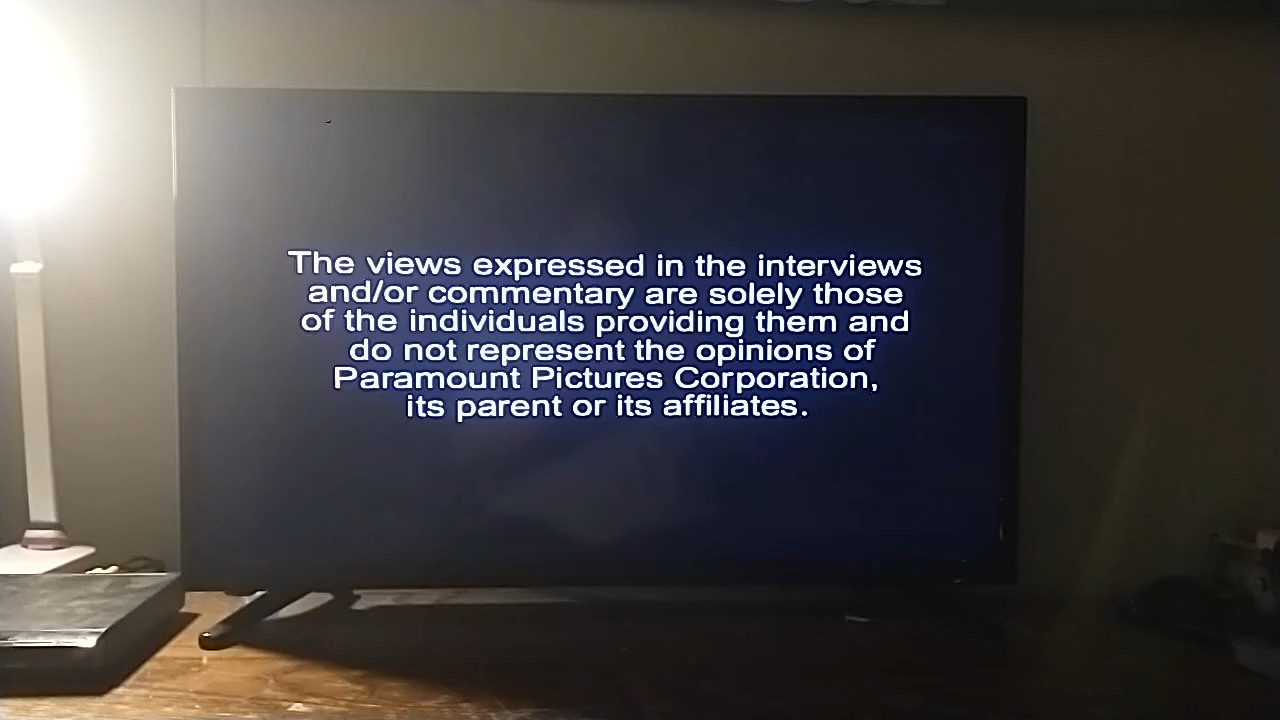 The views expressed in the interviews
and/or commentary are solely those
of the individuals providing them and
do not represent the opinions of
Paramount Pictures Corporation,
its parent or its affiliates.